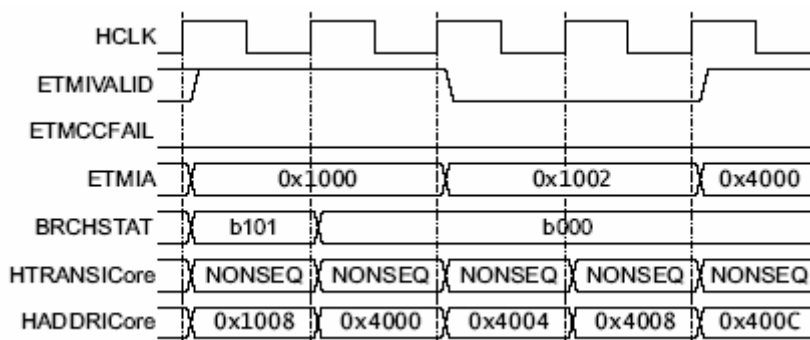 HCLK
ETMIVALID
ETMCCFAIL
ETMIA 0x1000 0x1002 0x4000
BRCHSTAT b101 b000
HTRANSICore NONSEQ NONSEQ NONSEQ NONSEQ NONSEQ
HADDRICore 0x1008 0x4000 0x4004 0x4008 0x400C